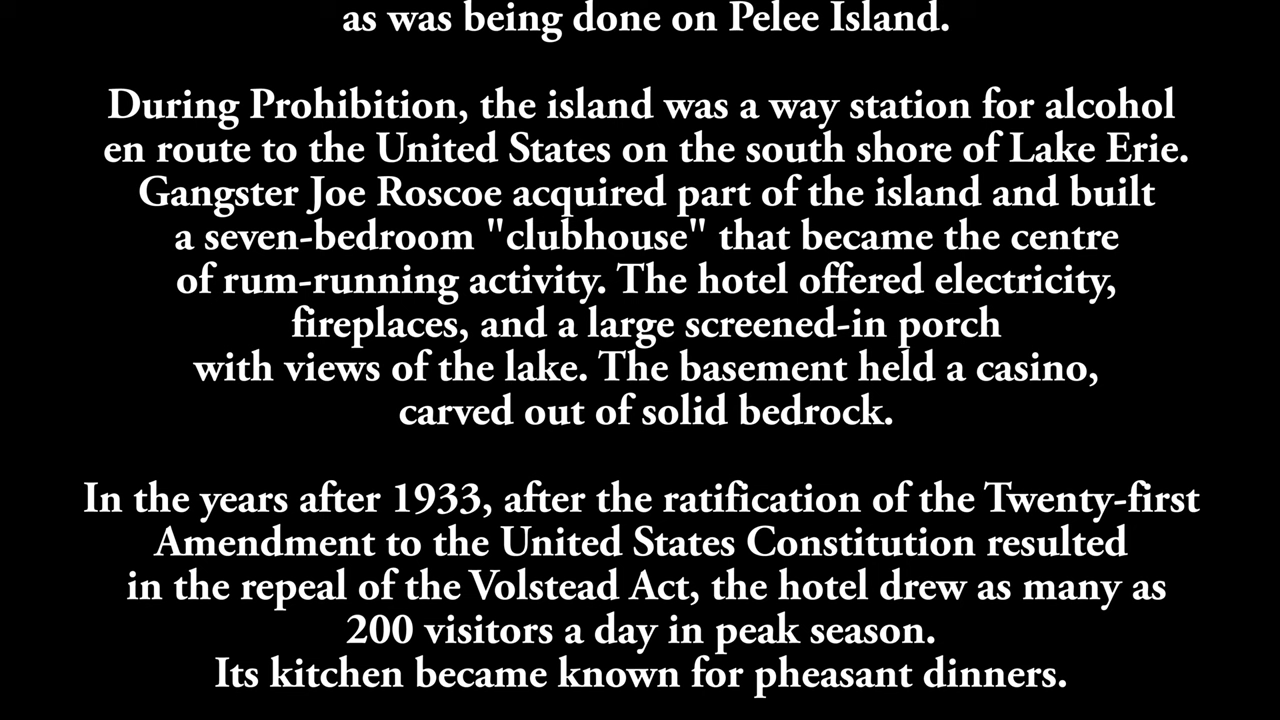 as was being done on Pelee Island.
During Prohibition, the island was a way station for alcohol
en route to the United States on the south shore of Lake Erie.
Gangster Joe Roscoe acquired part of the island and built
a seven-bedroom "clubhouse" that became the centre
of rum-running activity. The hotel offered electricity,
fireplaces, and a large screened-in porch
with views of the lake. The basement held a casino,
carved out of solid bedrock.
In the years after 1933, after the ratification of the Twenty-first
Amendment to the United States Constitution resulted
in the repeal of the Volstead Act, the hotel drew as many as
200 visitors a day in peak season.
Its kitchen became known for pheasant dinners.